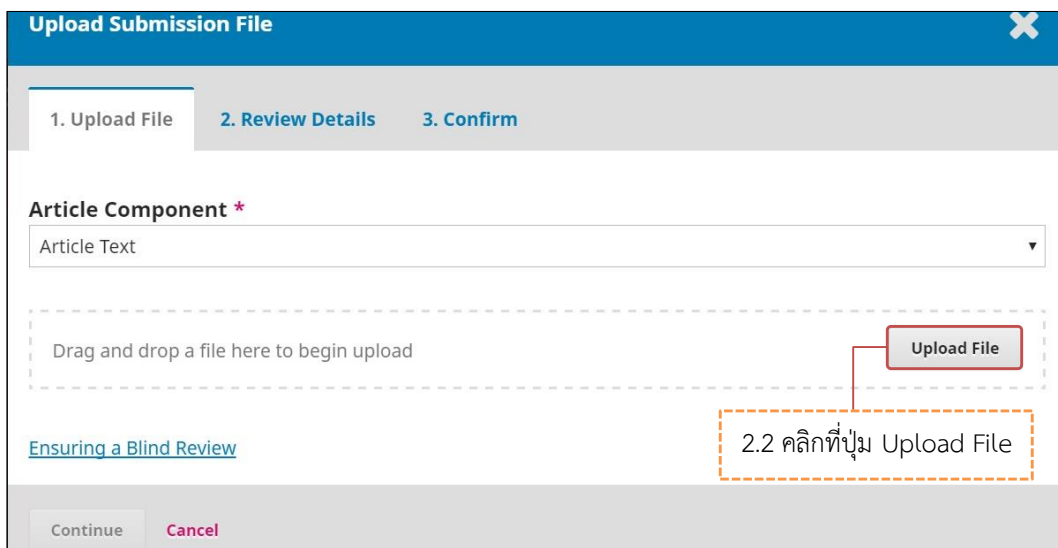 Upload Submission File
1. Upload File 2. Review Details 3. Confirm
Article Component *
Article Text
Drag and drop a file here to begin upload Upload File
2.2 คลิกที่ปุ่ม Upload File
Ensuring a Blind Review
Continue Cancel